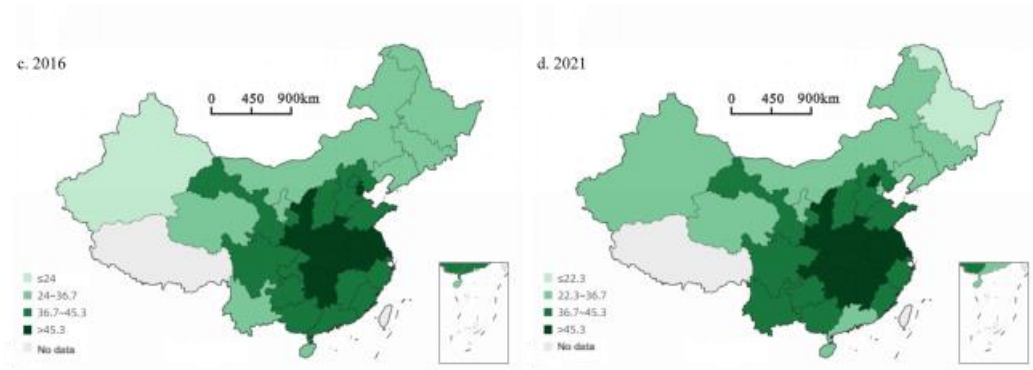 c. 2016
0 450 900km
≤24
24–36.7
36.7–45.3
>45.3
No data
d. 2021
0 450 900km
≤22.3
22.3–36.7
36.7–45.3
>45.3
No data